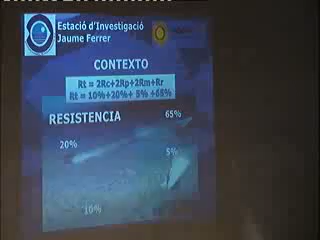 Estació d'Investigació
Jaume Ferrer
CONTEXTO
Rt = 2Rc+2Rp+2Rm+Rr
Rt = 10%+20%+ 5% +65%
RESISTENCIA
65%
20%
5%
10%